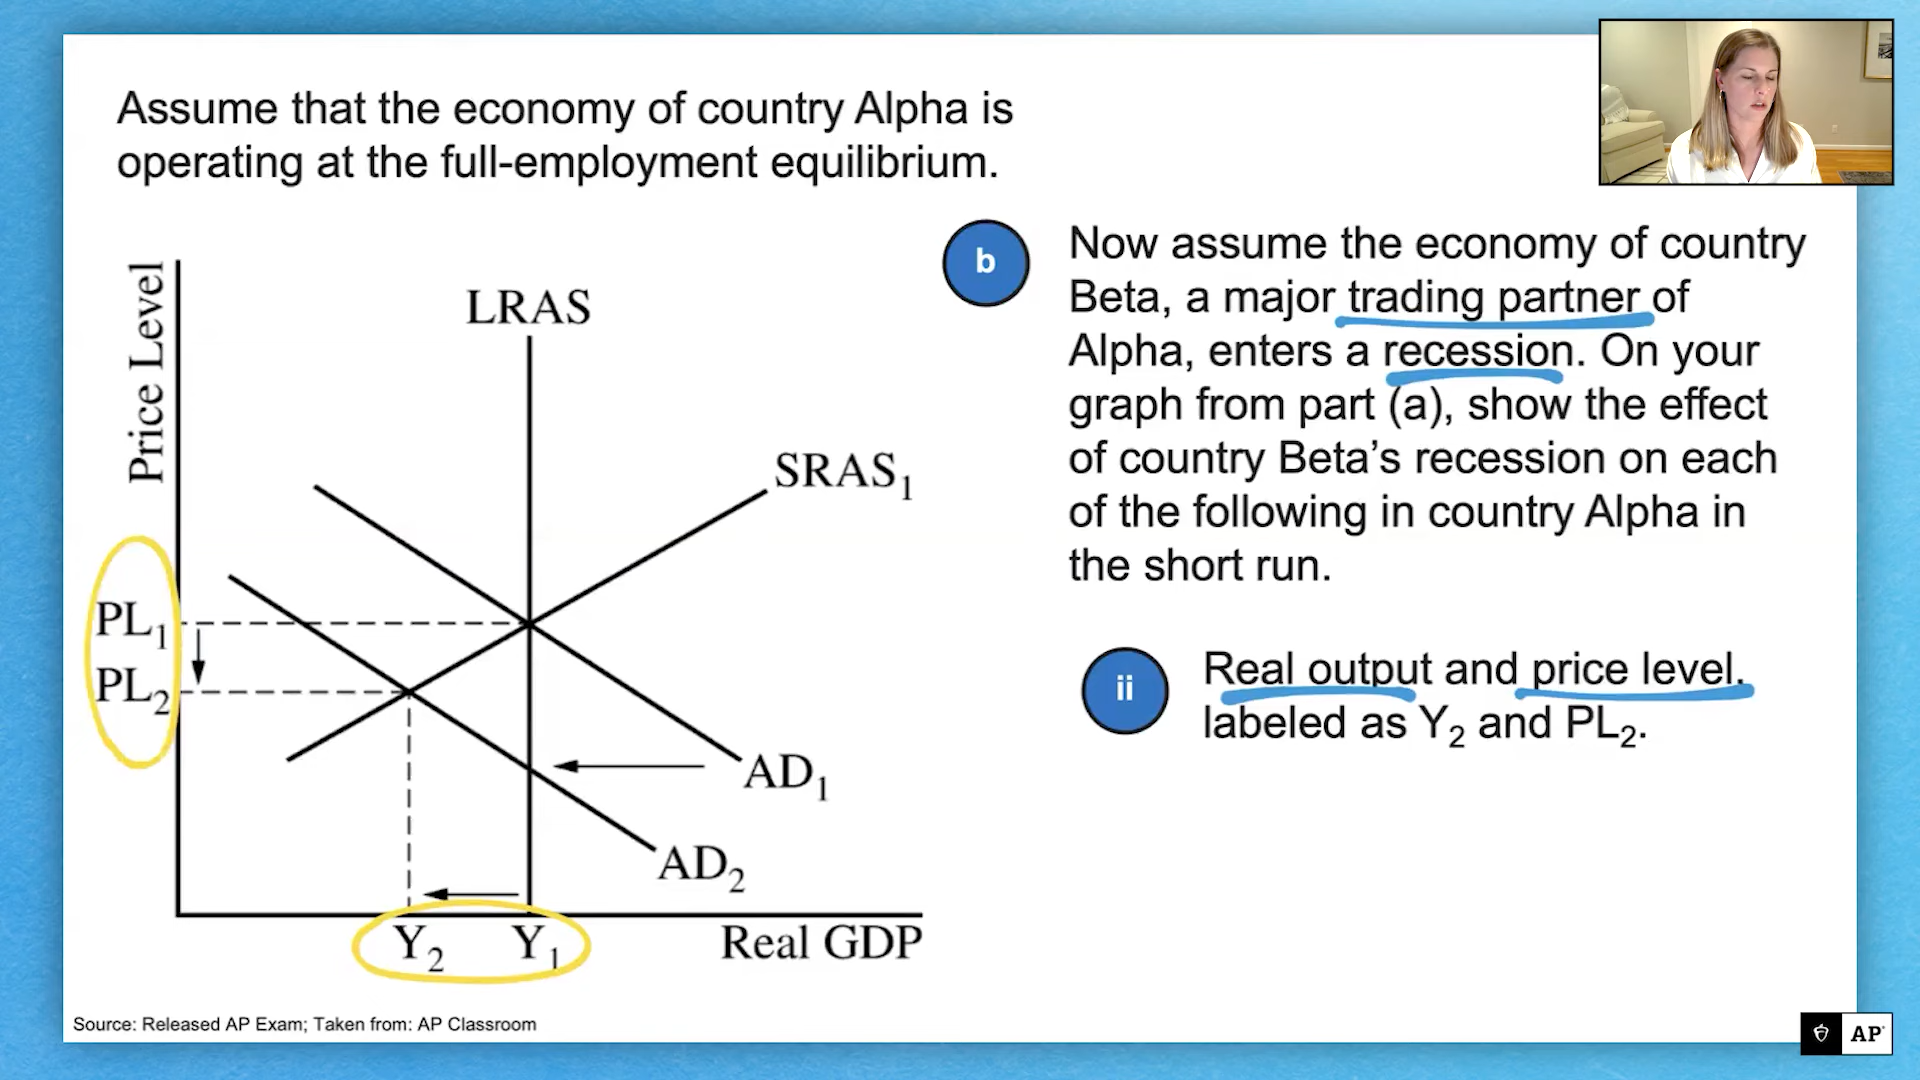 Assume that the economy of country Alpha is
operating at the full-employment equilibrium.
b
Now assume the economy of country
Beta, a major trading partner of
Alpha, enters a recession. On your
graph from part (a), show the effect
of country Beta's recession on each
of the following in country Alpha in
the short run.
ii
Real output and price level,
labeled as Y₂ and PL₂.
Price Level
LRAS
SRAS₁
PL₁
PL₂
AD₁
AD₂
Y₂ Y₁
Real GDP
Source: Released AP Exam; Taken from: AP Classroom
AP